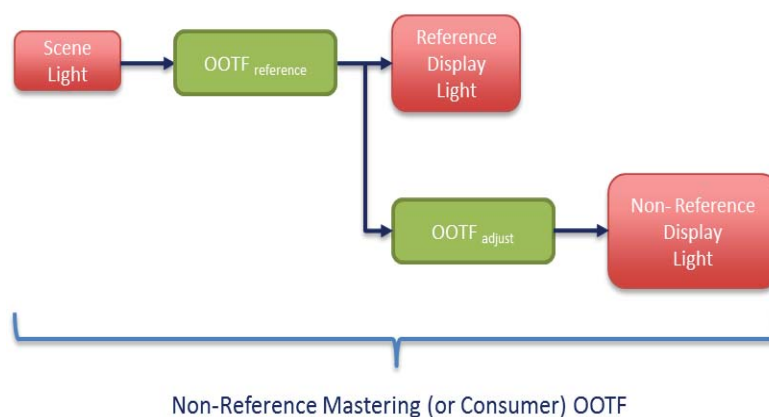 Scene
Light
OOTF reference
Reference
Display
Light
OOTF adjust
Non- Reference
Display
Light
Non-Reference Mastering (or Consumer) OOTF